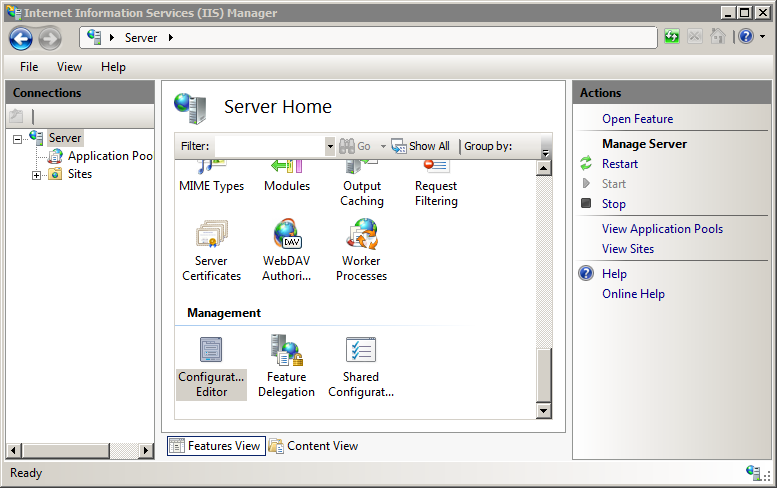 Internet Information Services (IIS) Manager
Server
File View Help
Connections
Server
Application Poo
Sites
Server Home
Filter: Go Show All Group by:
MIME Types Modules Output Caching Request Filtering
Server Certificates WebDAV Authori... Worker Processes
DAV
Management
Configurat... Editor Feature Delegation Shared Configurat...
Features View Content View
Actions
Open Feature
Manage Server
Restart
Start
Stop
View Application Pools
View Sites
Help
Online Help
Ready